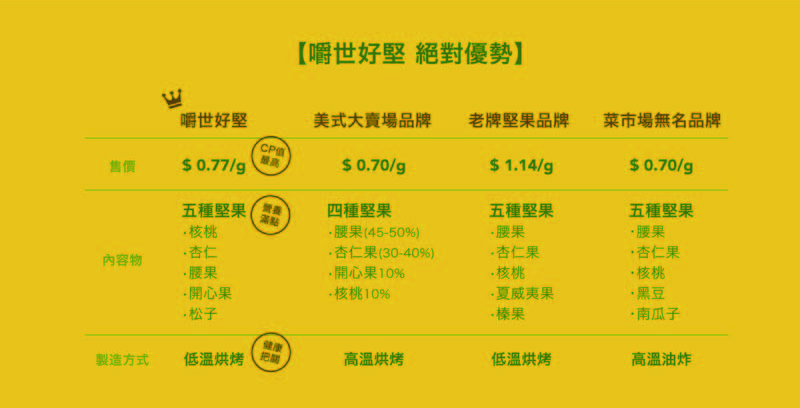 【嚼世好堅 絕對優勢】
嚼世好堅 美式大賣場品牌 老牌堅果品牌 菜市場無名品牌
售價 $ 0.77/g CP值最高 $ 0.70/g $ 1.14/g $ 0.70/g
五種堅果 營養滿點 四種堅果 五種堅果 五種堅果
·核桃 ·腰果(45-50%) ·腰果 ·腰果
·杏仁 ·杏仁果(30-40%) ·杏仁果 ·杏仁果
內容物 ·腰果 ·開心果10% ·核桃 ·核桃
·開心果 ·核桃10% ·夏威夷果 ·黑豆
·松子 ·榛果 ·南瓜子
製造方式 低溫烘烤 健康把關 高溫烘烤 低溫烘烤 高溫油炸